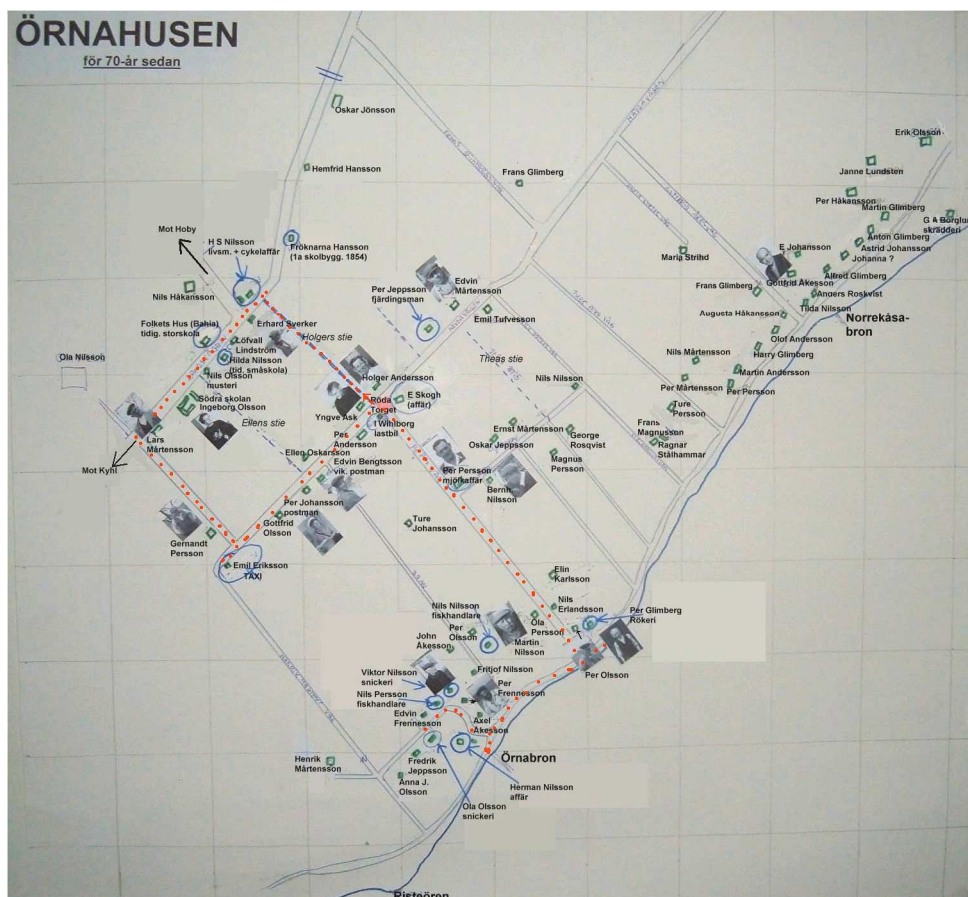 ÖRNAHUSEN
för 70-år sedan
Oskar Jönsson
Hemfrid Hansson
Frans Glimberg
Erik Olsson
Janne Lundsten
Per Håkansson
Martin Glimberg
G A Borglun
skrädderi
Anton Glimberg
Astrid Johansson
Johanna ?
Alfred Glimberg
E Johansson
Gottfrid Åkesson
Angers Roskvist
Tilda Nilsson
Norrekåsa-
bron
Maria Strihd
Frans Glimberg
Augusta Håkansson
Olof Andersson
Harry Glimberg
Martin Andersson
Per Persson
Nils Mårtensson
Per Mårtensson
Ture
Persson
Frans
Magnusson
Ragnar
Stålhammar
Mot Hoby
H S Nilsson
livsm. + cykelaffär
Fröknarna Hansson
(1a skolbygg. 1854)
Nils Håkansson
Folkets Hus (Bahia)
tidig. storskola
Erhard Sverker
Holgers stie
Löfvall
Lindström
Hilda Nilsson
(tid. småskola)
Ola Nilsson
Nils Olsson
musteri
Södra skolan
Ingeborg Olsson
Ellens stie
Lars
Mårtensson
Mot Kyhl
Per Jeppsson
fjärdingsman
Edvin
Mårtensson
Emil Tufvesson
Theas stie
Holger Andersson
Röda
Torget
E Skogh
(affär)
Yngve Ask
I Wihlborg
lastbil
Per
Andersson
Ellen Oskarsson
Edvin Bengtsson
vik. postman
Per Johansson
postman
Gottfrid
Olsson
Gernandt
Persson
Emil Eriksson
TAXI
Nils Nilsson
Ernst Mårtensson
Oskar Jeppsson
George
Rosqvist
Magnus
Persson
Per Persson
mjölkaffär
Bernh.
Nilsson
Ture
Johansson
Elin
Karlsson
Nils
Erlandsson
Per Glimberg
Rökeri
Ola
Persson
Per Olsson
Nils Nilsson
fiskhandlare
Per
Olsson
Martin
Nilsson
John
Åkesson
Fritjof Nilsson
Viktor Nilsson
snickeri
Per
Frennesson
Nils Persson
fiskhandlare
Edvin
Frennesson
Axel
Åkesson
Örnabron
Henrik
Mårtensson
Fredrik
Jeppsson
Anna J.
Olsson
Herman Nilsson
affär
Ola Olsson
snickeri
Risteören